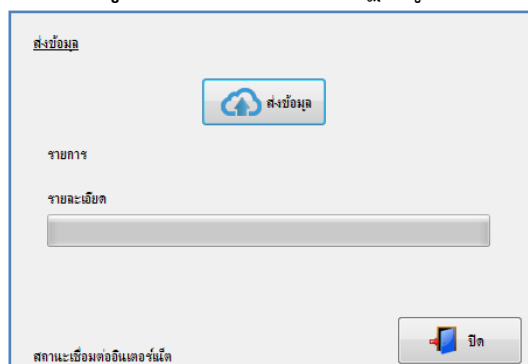 ส่งข้อมูล
ส่งข้อมูล
รายการ
รายละเอียด
ปิด
สถานะเชื่อมต่ออินเตอร์เน็ต